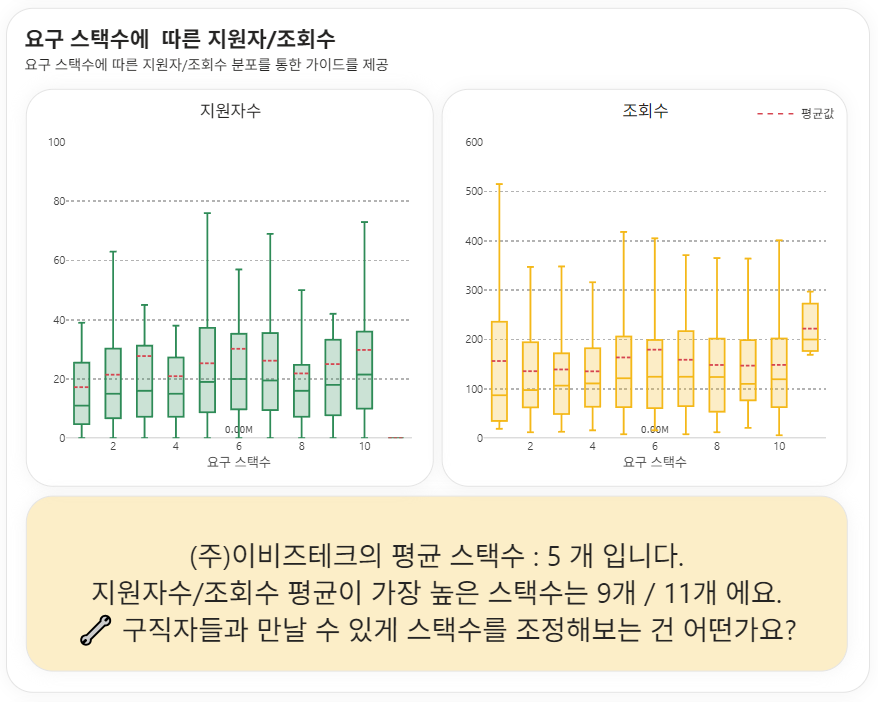 요구 스택수에 따른 지원자/조회수
요구 스택수에 따른 지원자/조회수 분포를 통한 가이드를 제공
지원자수
100
80
60
40
20
0
0.00M
2
4
6
8
10
요구 스택수
조회수
평균값
600
500
400
300
200
100
0
0.00M
2
4
6
8
10
요구 스택수
(주)이비즈테크의 평균 스택수 : 5 개 입니다.
지원자수/조회수 평균이 가장 높은 스택수는 9개 / 11개 에요.
🔧 구직자들과 만날 수 있게 스택수를 조정해보는 건 어떤가요?